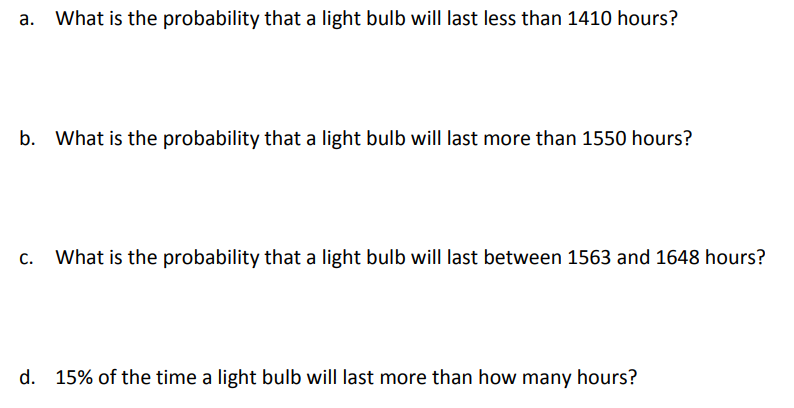 a. What is the probability that a light bulb will last less than 1410 hours?
b. What is the probability that a light bulb will last more than 1550 hours?
c. What is the probability that a light bulb will last between 1563 and 1648 hours?
d. 15% of the time a light bulb will last more than how many hours?